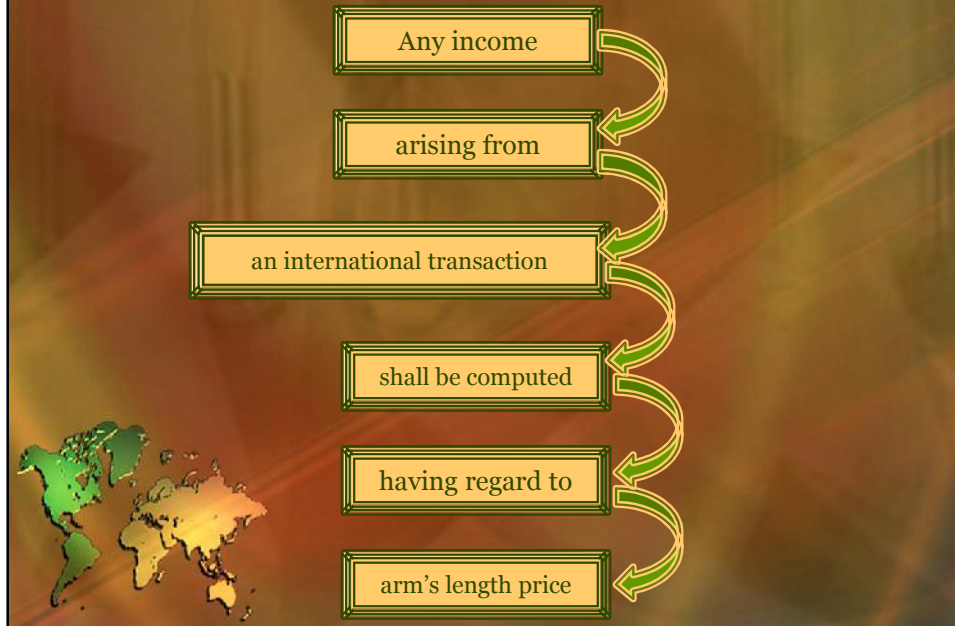 Any income
arising from
an international transaction
shall be computed
having regard to
arm’s length price